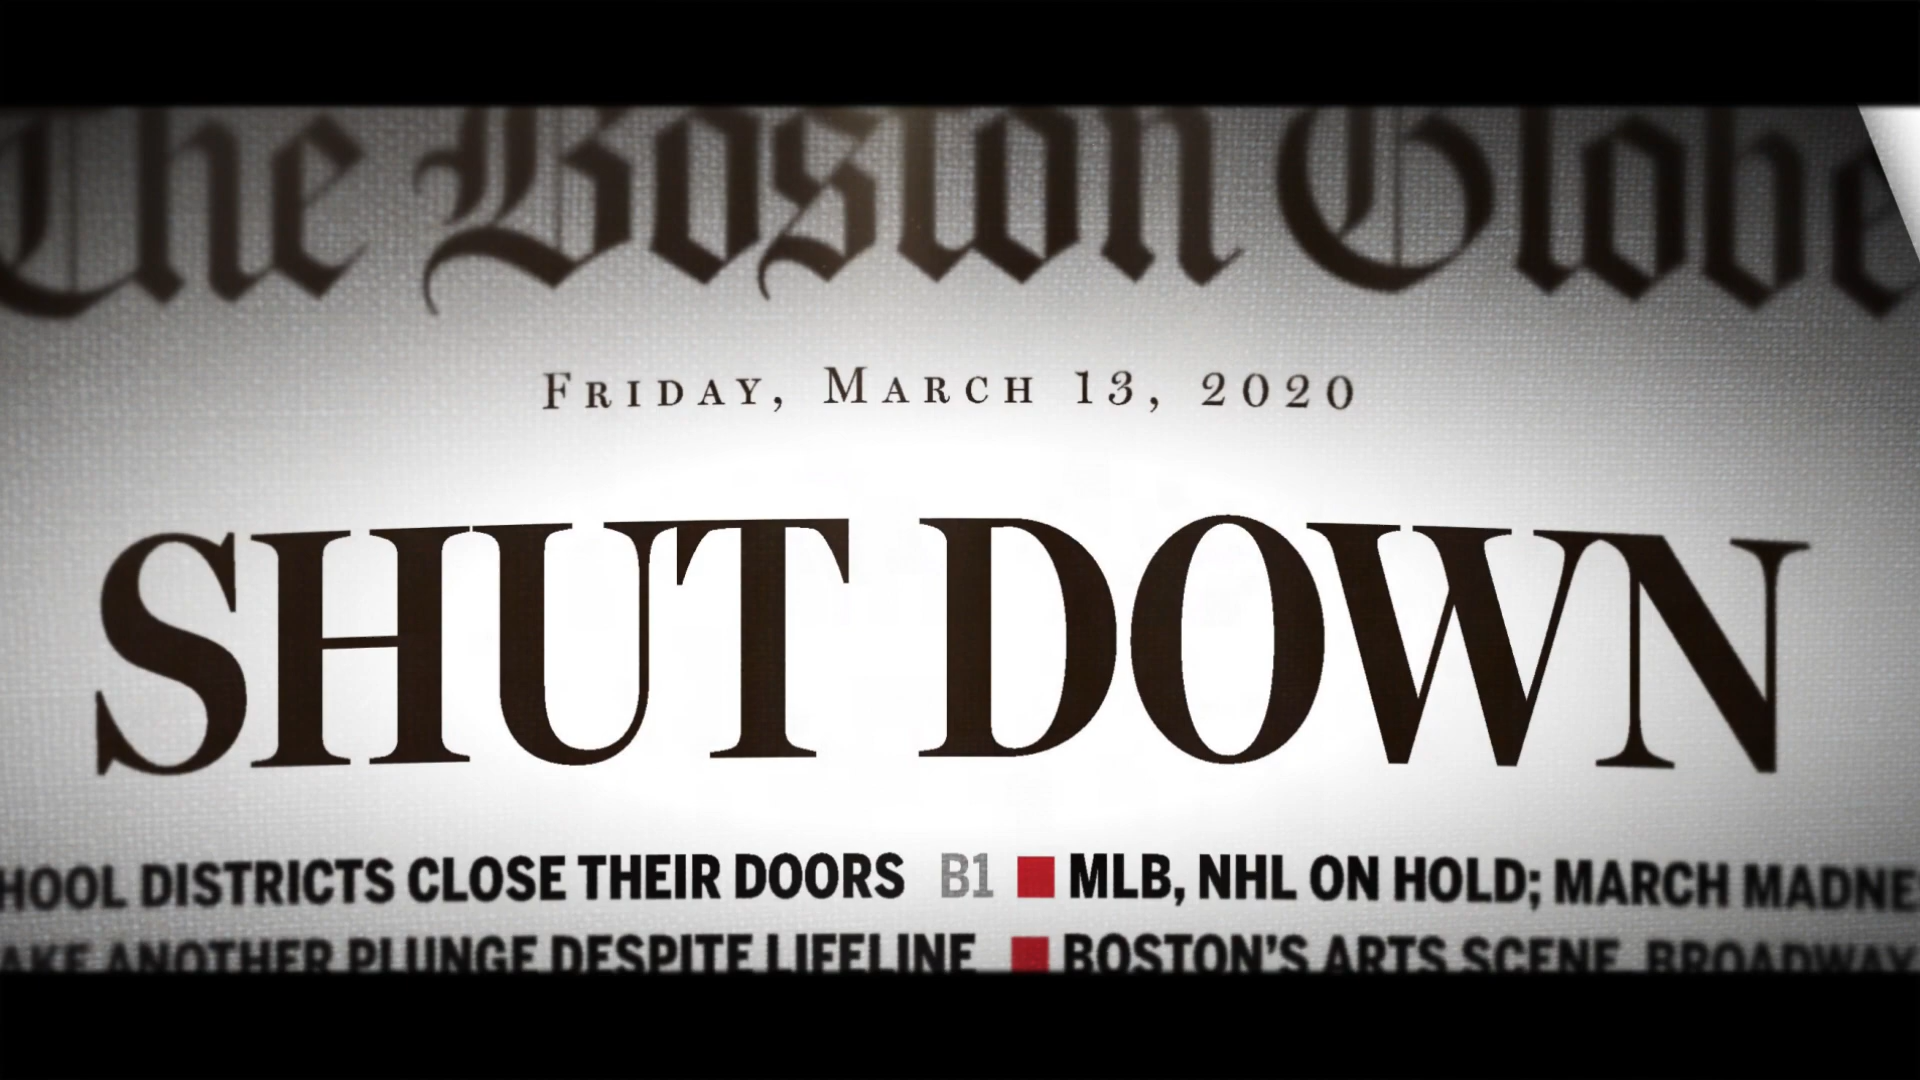 The Boston Globe
FRIDAY, MARCH 13, 2020
SHUT DOWN
HOOL DISTRICTS CLOSE THEIR DOORS B1 MLB, NHL ON HOLD; MARCH MADNE
AKE ANOTHER PLUNGE DESPITE LIFELINE BOSTON'S ARTS SCENE, BROADWAY